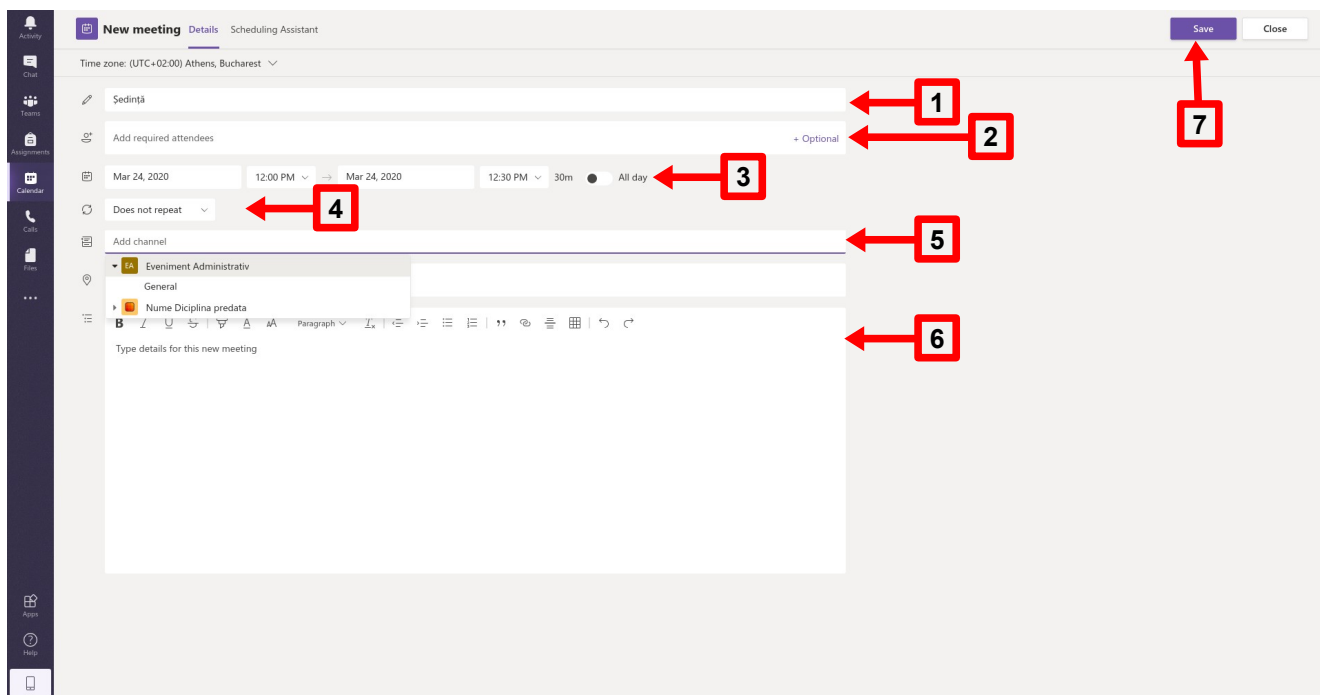 Activity
Chat
Teams
Assignments
Calendar
Calls
Files
Apps
Help
New meeting Details Scheduling Assistant
Save Close
Time zone: (UTC+02:00) Athens, Bucharest
7
Ședință
1
Add required attendees + Optional
2
Mar 24, 2020 12:00 PM → Mar 24, 2020 12:30 PM 30m All day
3
Does not repeat
4
Add channel
5
EA Eveniment Administrativ
General
Nume Diciplina predata
B I U S A AA Paragraph
6
Type details for this new meeting